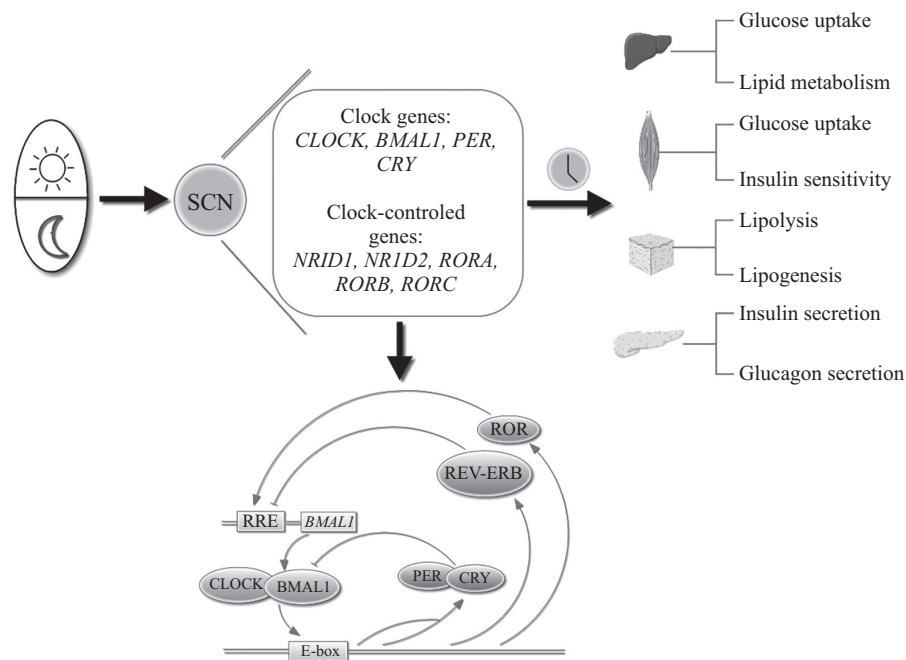 SCN
Clock genes:
CLOCK, BMAL1, PER,
CRY
Clock-controled
genes:
NRID1, NR1D2, RORA,
RORB, RORC
Glucose uptake
Lipid metabolism
Glucose uptake
Insulin sensitivity
Lipolysis
Lipogenesis
Insulin secretion
Glucagon secretion
ROR
REV-ERB
RRE
BMAL1
CLOCK
BMAL1
PER
CRY
E-box